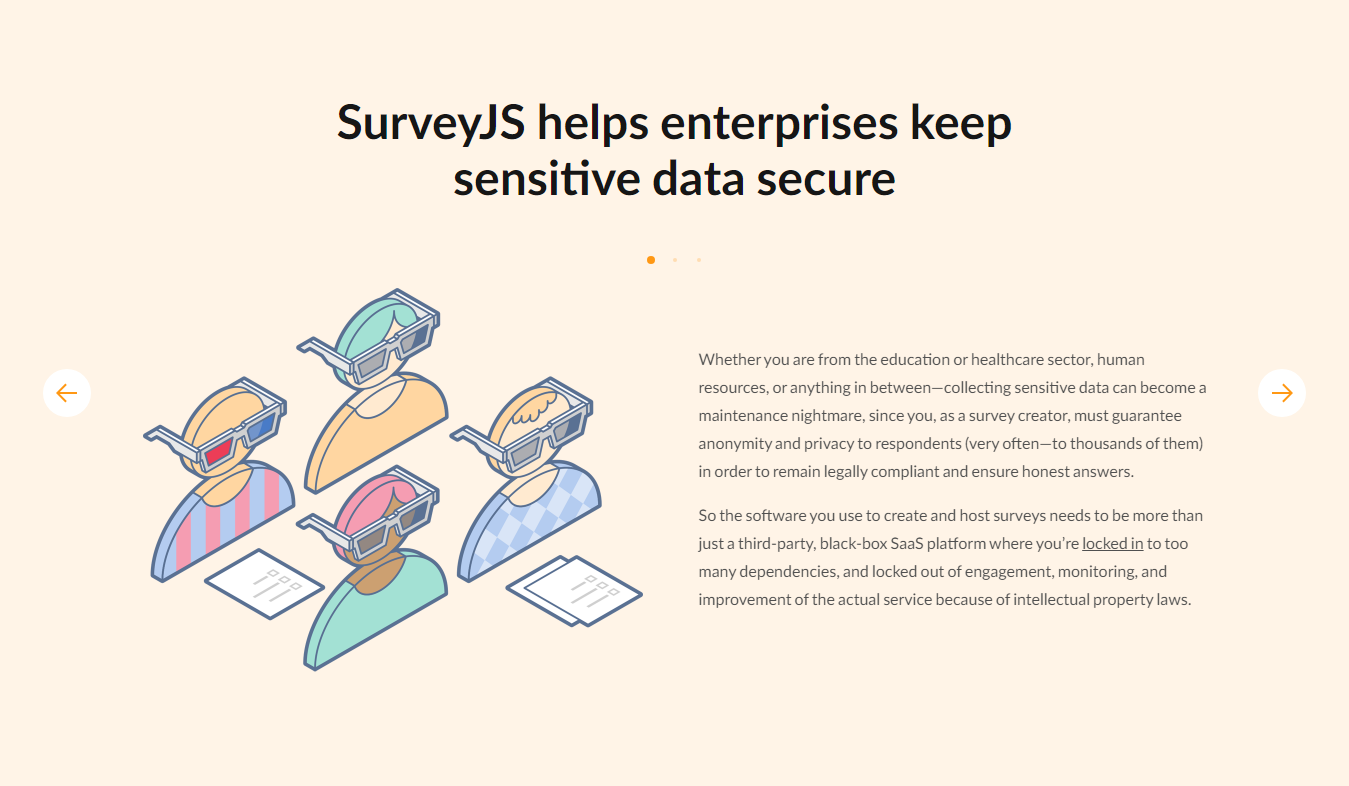 SurveyJS helps enterprises keep
sensitive data secure
Whether you are from the education or healthcare sector, human
resources, or anything in between—collecting sensitive data can become a
maintenance nightmare, since you, as a survey creator, must guarantee
anonymity and privacy to respondents (very often—to thousands of them)
in order to remain legally compliant and ensure honest answers.
So the software you use to create and host surveys needs to be more than
just a third-party, black-box SaaS platform where you’re locked in to too
many dependencies, and locked out of engagement, monitoring, and
improvement of the actual service because of intellectual property laws.